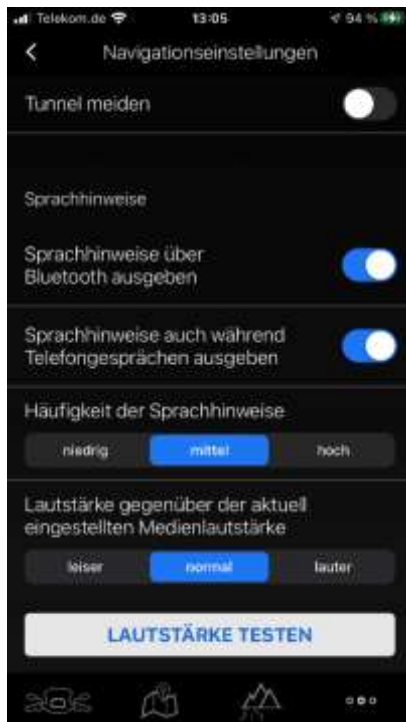 Telekom.de 13:05 94 %
Navigationseinstellungen
Tunnel meiden
Sprachhinweise
Sprachhinweise über
Bluetooth ausgeben
Sprachhinweise auch während
Telefongesprächen ausgeben
Häufigkeit der Sprachhinweise
niedrig mittel hoch
Lautstärke gegenüber der aktuell
eingestellten Medienlautstärke
leiser normal lauter
LAUTSTÄRKE TESTEN